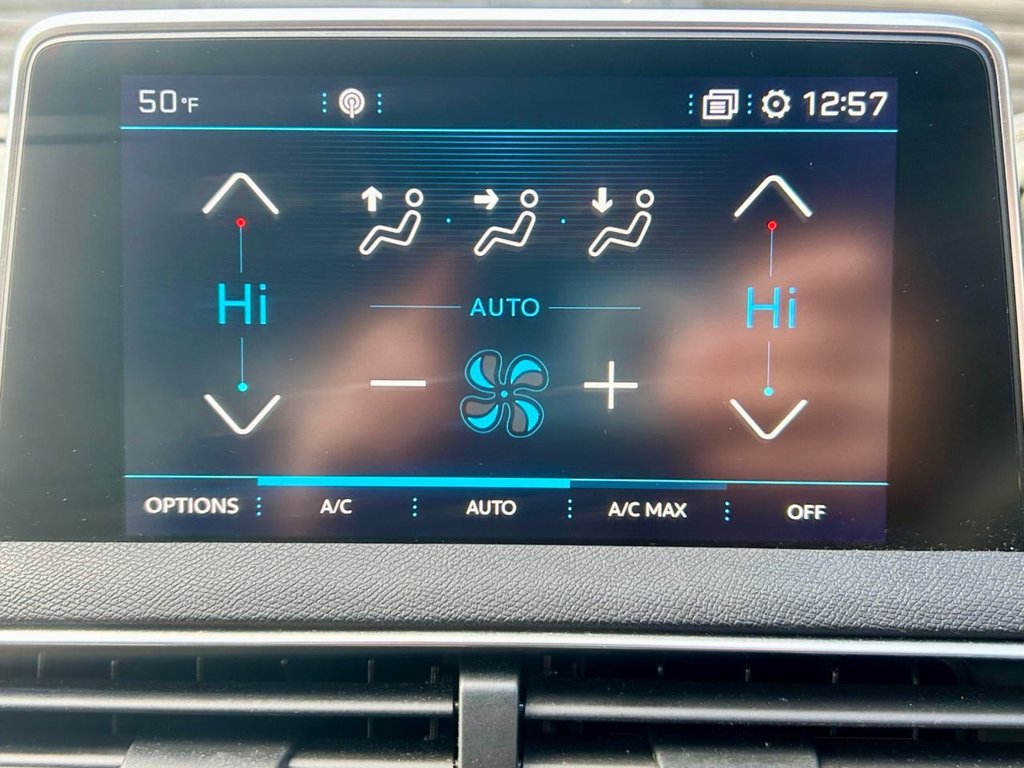 50°F 12:57
Hi Hi
AUTO
OPTIONS A/C AUTO A/C MAX OFF